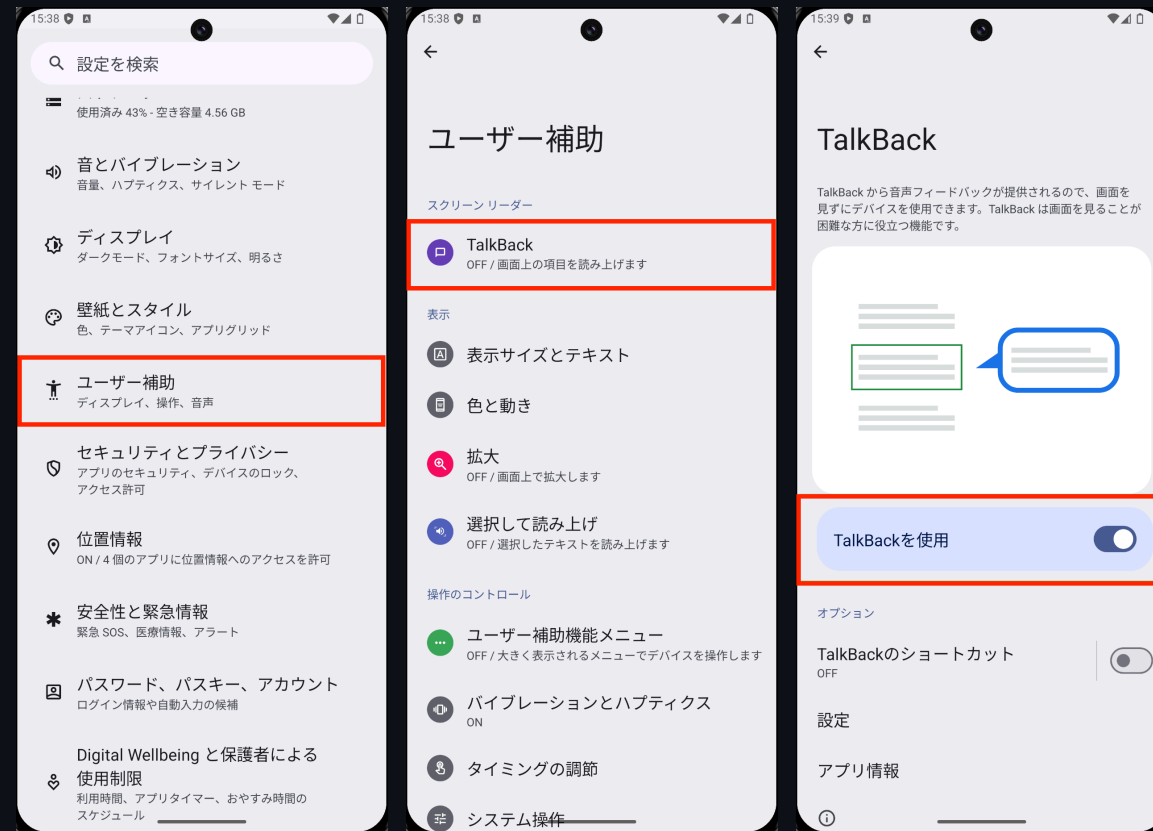 15:38
設定を検索
使用済み 43% - 空き容量 4.56 GB
音とバイブレーション
音量、ハプティクス、サイレント モード
ディスプレイ
ダークモード、フォントサイズ、明るさ
壁紙とスタイル
色、テーマアイコン、アプリグリッド
ユーザー補助
ディスプレイ、操作、音声
セキュリティとプライバシー
アプリのセキュリティ、デバイスのロック、
アクセス許可
位置情報
ON / 4 個のアプリに位置情報へのアクセスを許可
安全性と緊急情報
緊急 SOS、医療情報、アラート
パスワード、パスキー、アカウント
ログイン情報や自動入力の候補
Digital Wellbeing と保護者による
使用制限
利用時間、アプリタイマー、おやすみ時間の
スケジュール
15:38
ユーザー補助
スクリーン リーダー
TalkBack
OFF / 画面上の項目を読み上げます
表示
表示サイズとテキスト
色と動き
拡大
OFF / 画面上で拡大します
選択して読み上げ
OFF / 選択したテキストを読み上げます
操作のコントロール
ユーザー補助機能メニュー
OFF / 大きく表示されるメニューでデバイスを操作します
バイブレーションとハプティクス
ON
タイミングの調節
システム操作
15:39
TalkBack
TalkBack から音声フィードバックが提供されるので、画面を
見ずにデバイスを使用できます。TalkBack は画面を見ることが
困難な方に役立つ機能です。
TalkBackを使用
オプション
TalkBackのショートカット
OFF
設定
アプリ情報